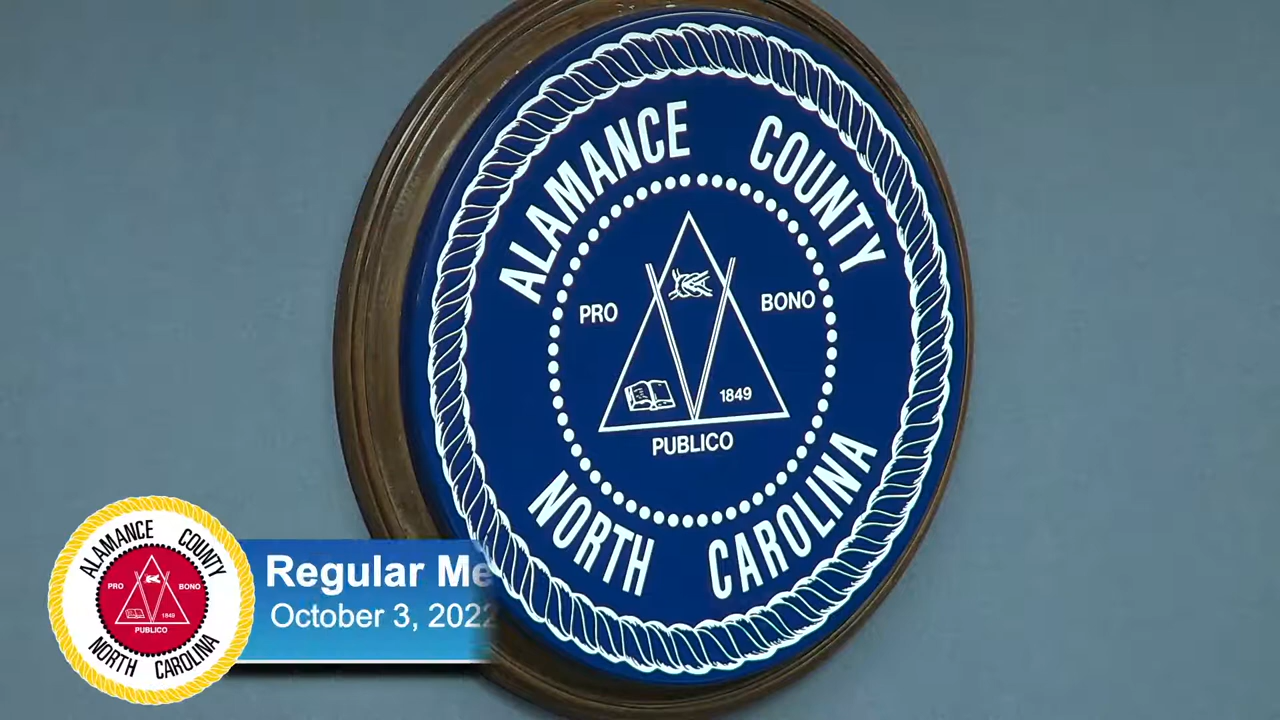 ALAMANCE COUNTY
PRO BONO
1849
PUBLICO
NORTH CAROLINA
ALAMANCE COUNTY
PRO BONO
1849
PUBLICO
NORTH CAROLINA
Regular Me
October 3, 2022